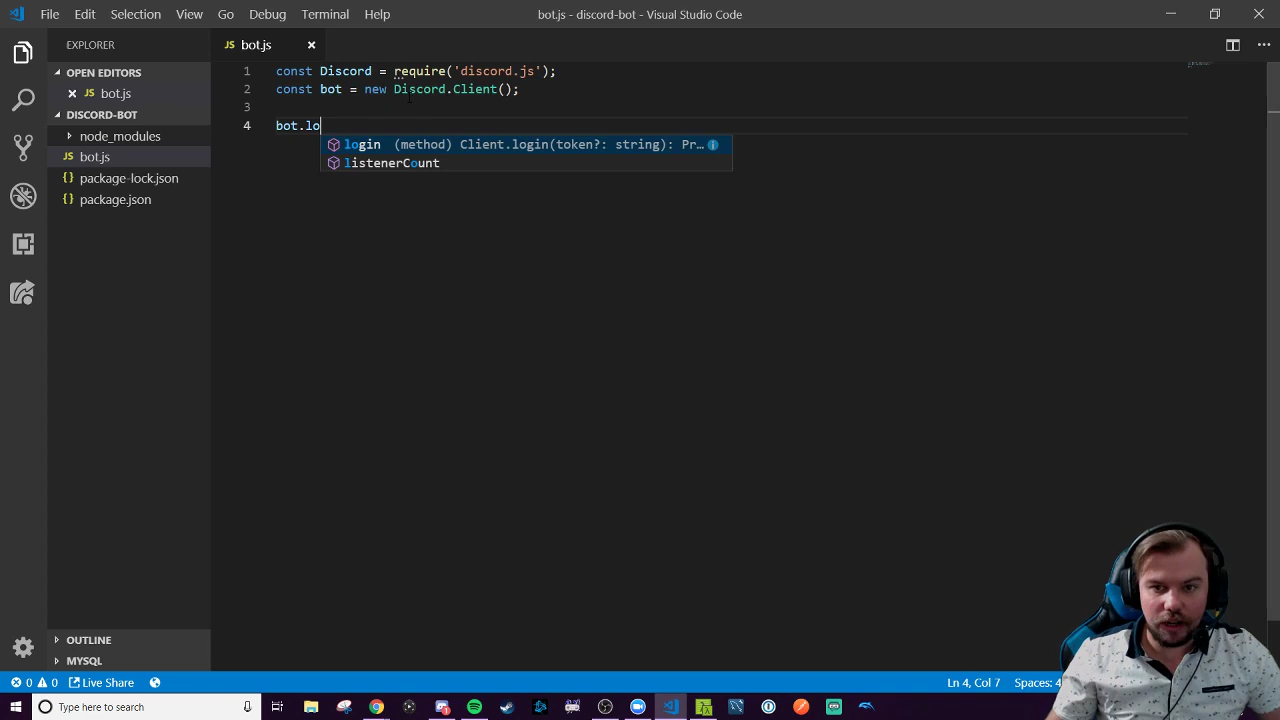 File Edit Selection View Go Debug Terminal Help
bot.js - discord-bot - Visual Studio Code
EXPLORER
OPEN EDITORS
JS bot.js
DISCORD-BOT
node_modules
JS bot.js
{} package-lock.json
{} package.json
OUTLINE
MYSQL
JS bot.js
1 const Discord = require('discord.js');
2 const bot = new Discord.Client();
3
4 bot.lo
login (method) Client.login(token?: string): Pr...
listenerCount
0 0 Live Share
Ln 4, Col 7 Spaces: 4
Type here to search